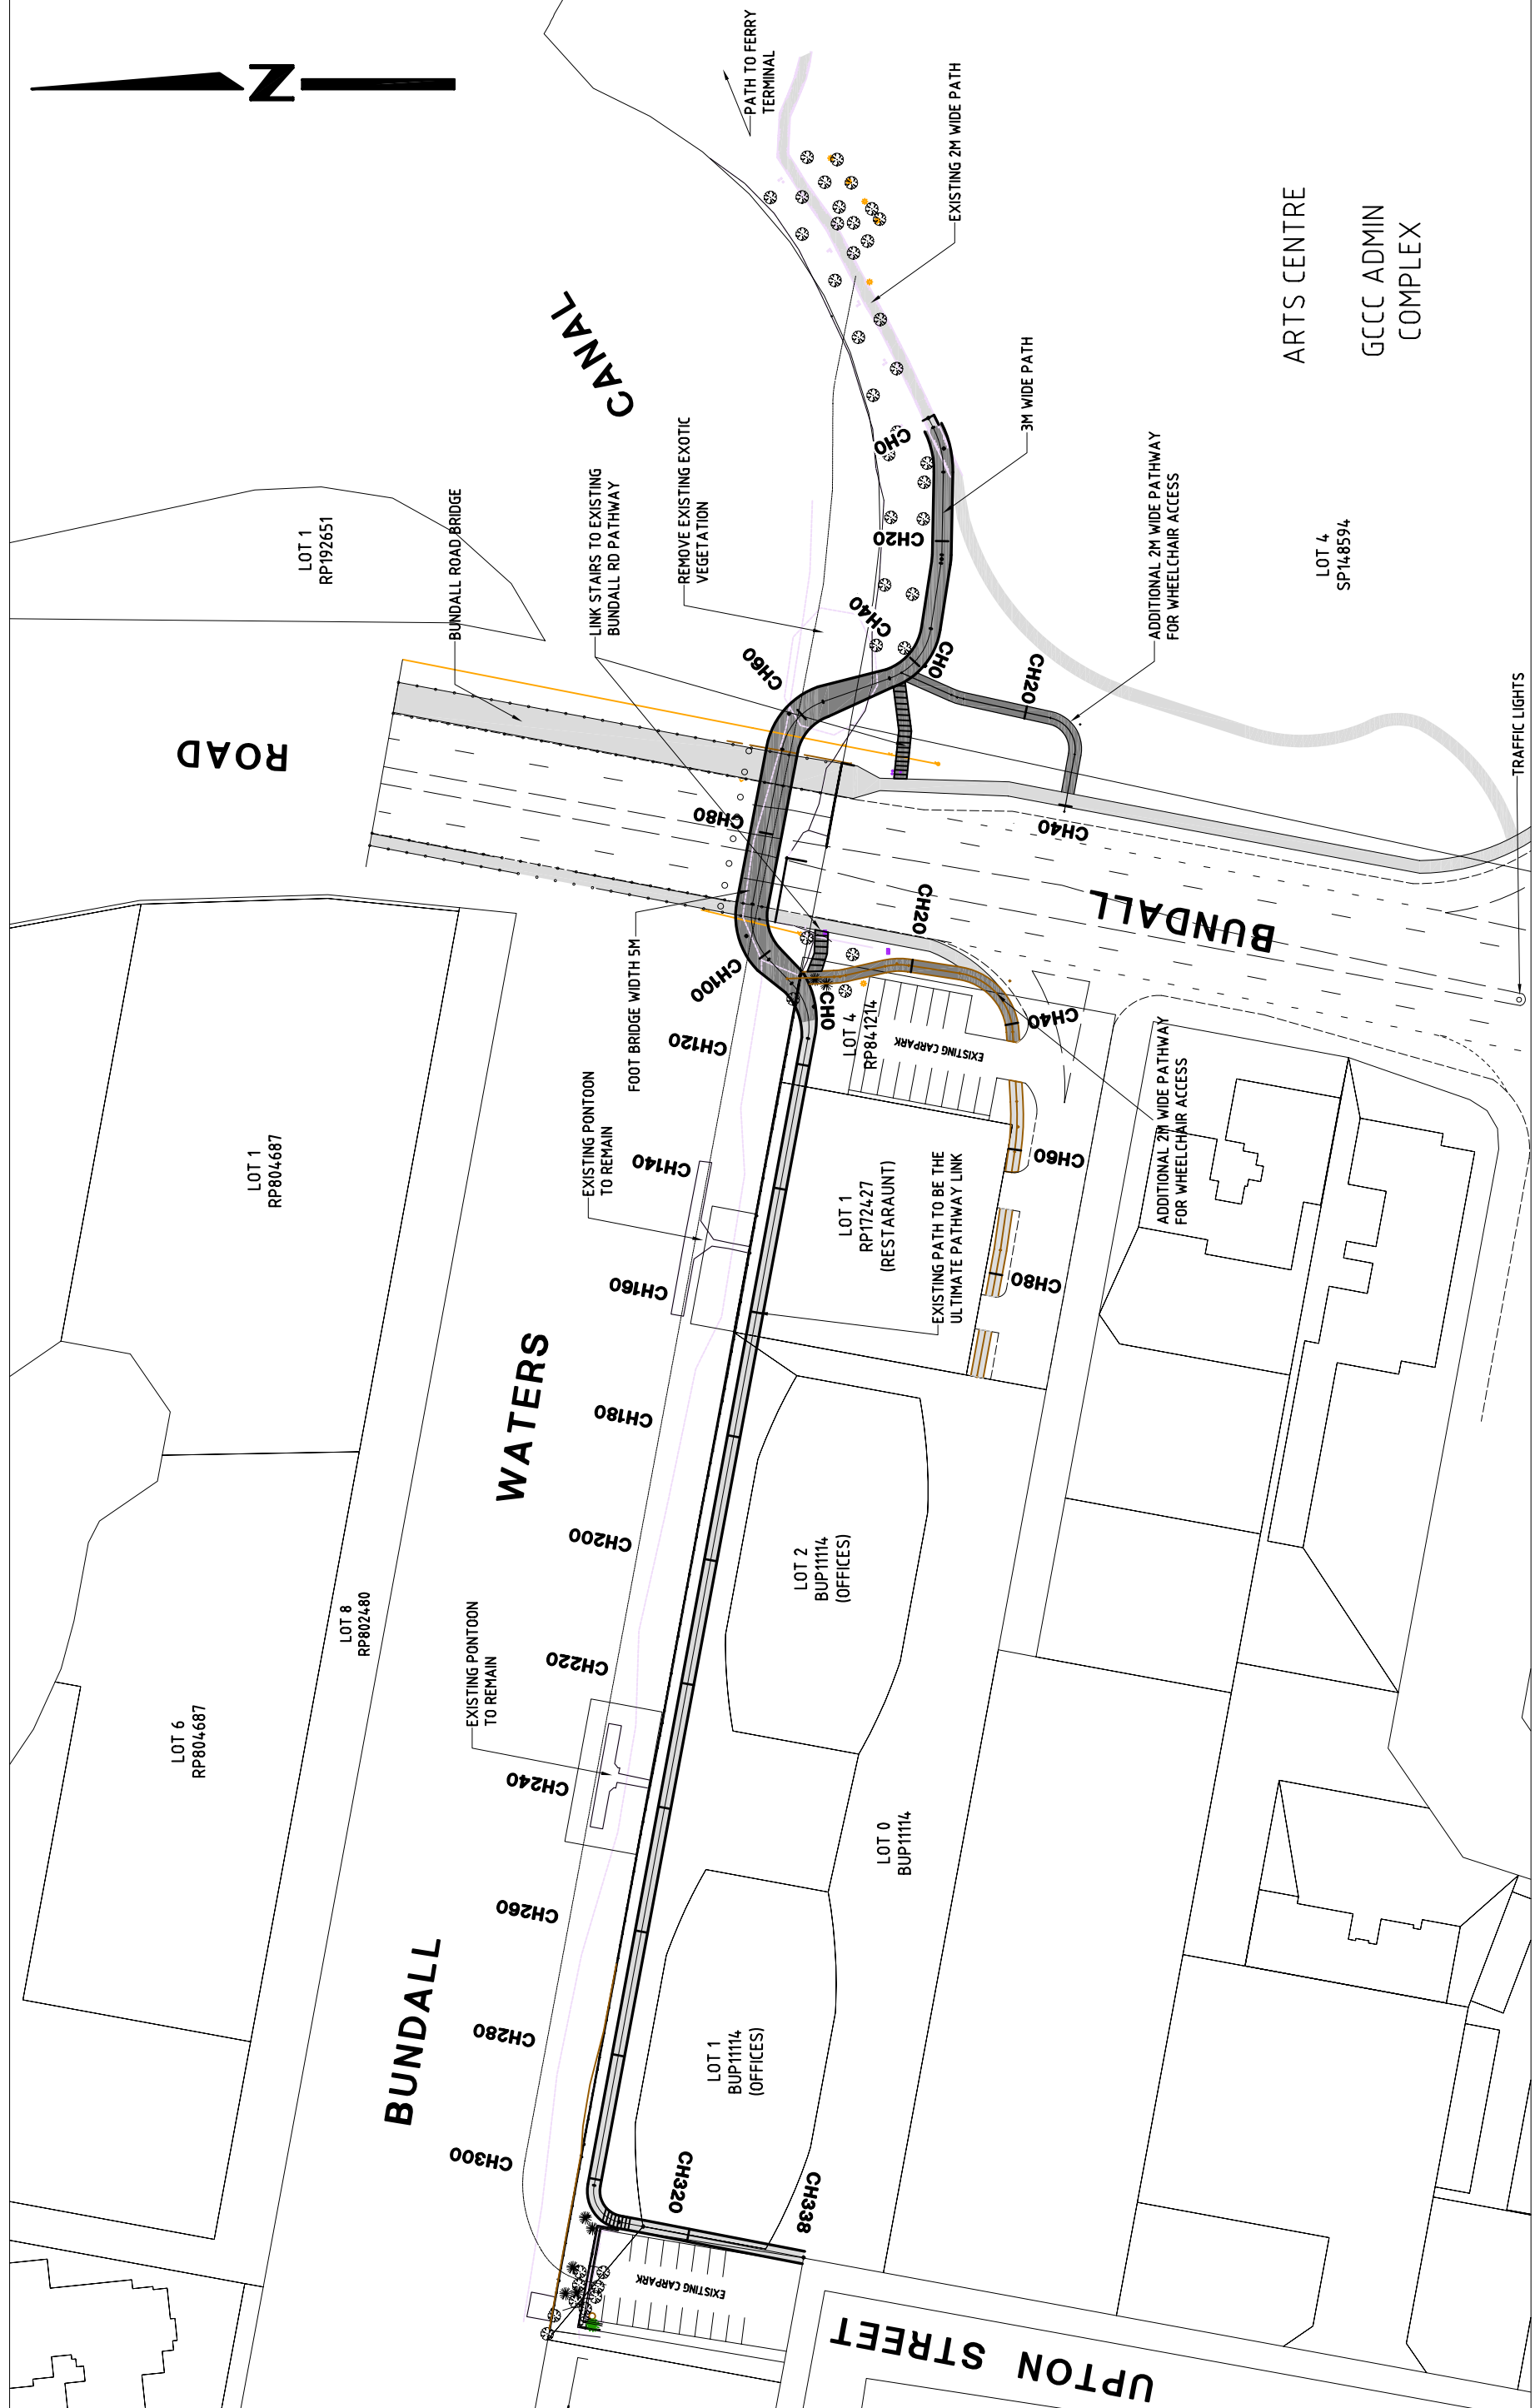 N
PATH TO FERRY
TERMINAL
EXISTING 2M WIDE PATH
ARTS CENTRE
GCCC ADMIN
COMPLEX
CANAL
3M WIDE PATH
LOT 1
RP192651
BUNDALL ROAD BRIDGE
LINK STAIRS TO EXISTING
BUNDALL RD PATHWAY
REMOVE EXISTING EXOTIC
VEGETATION
ADDITIONAL 2M WIDE PATHWAY
FOR WHEELCHAIR ACCESS
LOT 4
SP148594
TRAFFIC LIGHTS
CH0
CH20
CH40
CH60
CH80
CH100
CH120
CH140
CH160
CH180
CH200
CH220
CH240
CH260
CH280
CH300
CH320
CH338
CH0
CH20
CH40
ROAD
BUNDALL
FOOT BRIDGE WIDTH 5M
CH0
CH20
CH40
CH60
CH80
LOT 4
RP841214
EXISTING CARPARK
ADDITIONAL 2M WIDE PATHWAY
FOR WHEELCHAIR ACCESS
EXISTING PONTOON
TO REMAIN
LOT 1
RP172427
(RESTARAUNT)
EXISTING PATH TO BE THE
ULTIMATE PATHWAY LINK
LOT 1
RP804687
WATERS
LOT 2
BUP11114
(OFFICES)
LOT 8
RP802480
EXISTING PONTOON
TO REMAIN
LOT 6
RP804687
LOT 0
BUP11114
BUNDALL
LOT 1
BUP11114
(OFFICES)
EXISTING CARPARK
UPTON STREET